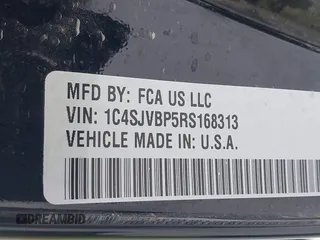 MFD BY: FCA US LLC
VIN: 1C4SJVBP5RS168313
VEHICLE MADE IN: U.S.A.
DREAMBID